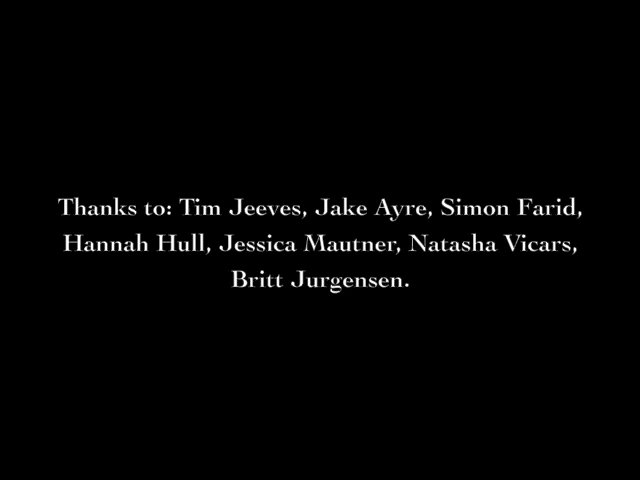 Thanks to: Tim Jeeves, Jake Ayre, Simon Farid,
Hannah Hull, Jessica Mautner, Natasha Vicars,
Britt Jurgensen.